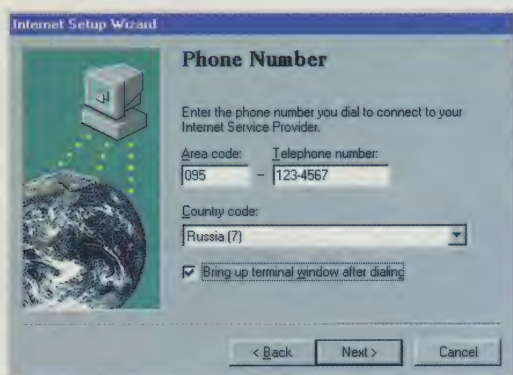 Internet Setup Wizard
Phone Number
Enter the phone number you dial to connect to your
Internet Service Provider.
Area code: Telephone number:
095 - 123-4567
Country code:
Russia (7)
Bring up terminal window after dialing
< Back Next > Cancel